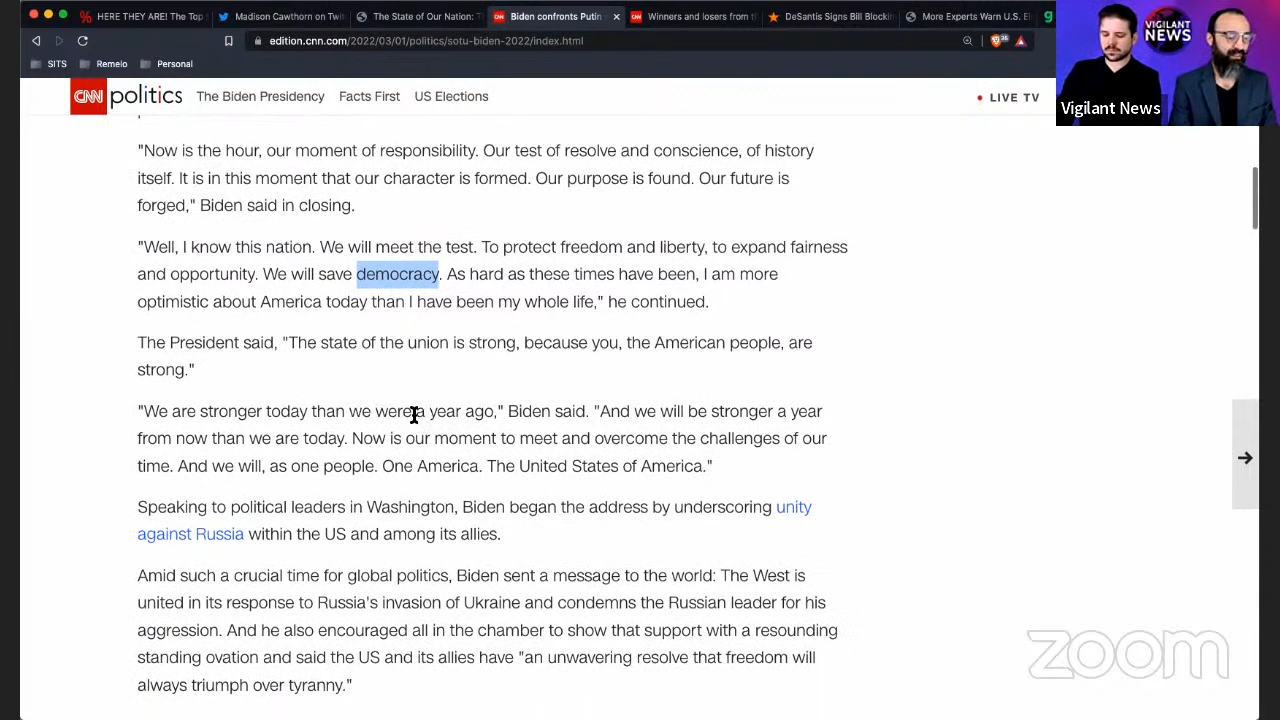 HERE THEY ARE! The Top
Madison Cawthorn on Twit
The State of Our Nation: T
Biden confronts Putin
Winners and losers from th
DeSantis Signs Bill Blockin
More Experts Warn U.S. El
edition.cnn.com/2022/03/01/politics/sotu-biden-2022/index.html
SITS Remeio Personal
VIGILANT
NEWS
Vigilant News
CNN politics The Biden Presidency Facts First US Elections LIVE TV
"Now is the hour, our moment of responsibility. Our test of resolve and conscience, of history
itself. It is in this moment that our character is formed. Our purpose is found. Our future is
forged," Biden said in closing.
"Well, I know this nation. We will meet the test. To protect freedom and liberty, to expand fairness
and opportunity. We will save democracy. As hard as these times have been, I am more
optimistic about America today than I have been my whole life," he continued.
The President said, "The state of the union is strong, because you, the American people, are
strong."
"We are stronger today than we were a year ago," Biden said. "And we will be stronger a year
from now than we are today. Now is our moment to meet and overcome the challenges of our
time. And we will, as one people. One America. The United States of America."
Speaking to political leaders in Washington, Biden began the address by underscoring unity
against Russia within the US and among its allies.
Amid such a crucial time for global politics, Biden sent a message to the world: The West is
united in its response to Russia's invasion of Ukraine and condemns the Russian leader for his
aggression. And he also encouraged all in the chamber to show that support with a resounding
standing ovation and said the US and its allies have "an unwavering resolve that freedom will
always triumph over tyranny."
zoom